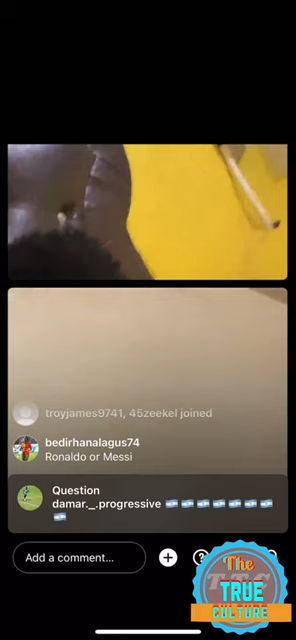 troyjames9741, 45zeekel joined
bedirhanalagus74
Ronaldo or Messi
Question
damar._.progressive 🇦🇷 🇦🇷 🇦🇷 🇦🇷 🇦🇷 🇦🇷 🇦🇷
🇦🇷
Add a comment...
The
TRUE
CULTURE